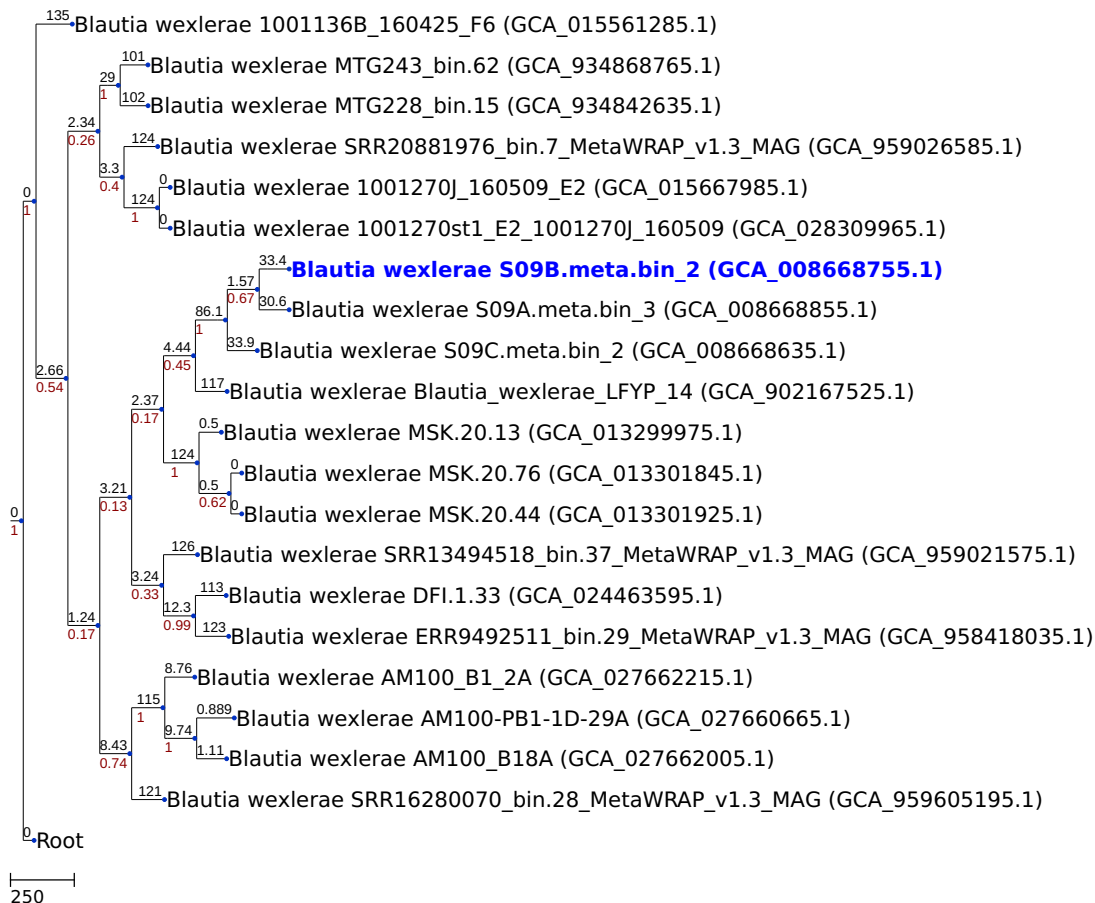 135 Blautia wexlerae 1001136B_160425_F6 (GCA_015561285.1)
101 Blautia wexlerae MTG243_bin.62 (GCA_934868765.1)
29
1
102 Blautia wexlerae MTG228_bin.15 (GCA_934842635.1)
2.34
0.26
124 Blautia wexlerae SRR20881976_bin.7_MetaWRAP_v1.3_MAG (GCA_959026585.1)
3.3
0.4
0 Blautia wexlerae 1001270J_160509_E2 (GCA_015667985.1)
124
1
0 Blautia wexlerae 1001270st1_E2_1001270J_160509 (GCA_028309965.1)
0
1
33.4 Blautia wexlerae S09B.meta.bin_2 (GCA_008668755.1)
1.57
0.67
30.6 Blautia wexlerae S09A.meta.bin_3 (GCA_008668855.1)
86.1
1
33.9 Blautia wexlerae S09C.meta.bin_2 (GCA_008668635.1)
4.44
0.45
2.66
0.54
117 Blautia wexlerae Blautia_wexlerae_LFYP_14 (GCA_902167525.1)
2.37
0.17
0.5 Blautia wexlerae MSK.20.13 (GCA_013299975.1)
124
1
0 Blautia wexlerae MSK.20.76 (GCA_013301845.1)
0.5
0.62
0 Blautia wexlerae MSK.20.44 (GCA_013301925.1)
3.21
0.13
0
1
126 Blautia wexlerae SRR13494518_bin.37_MetaWRAP_v1.3_MAG (GCA_959021575.1)
3.24
0.33
113 Blautia wexlerae DFI.1.33 (GCA_024463595.1)
12.3
0.99
123 Blautia wexlerae ERR9492511_bin.29_MetaWRAP_v1.3_MAG (GCA_958418035.1)
1.24
0.17
8.76 Blautia wexlerae AM100_B1_2A (GCA_027662215.1)
115
1
0.889 Blautia wexlerae AM100-PB1-1D-29A (GCA_027660665.1)
9.74
1
1.11 Blautia wexlerae AM100_B18A (GCA_027662005.1)
8.43
0.74
121 Blautia wexlerae SRR16280070_bin.28_MetaWRAP_v1.3_MAG (GCA_959605195.1)
0 Root
250